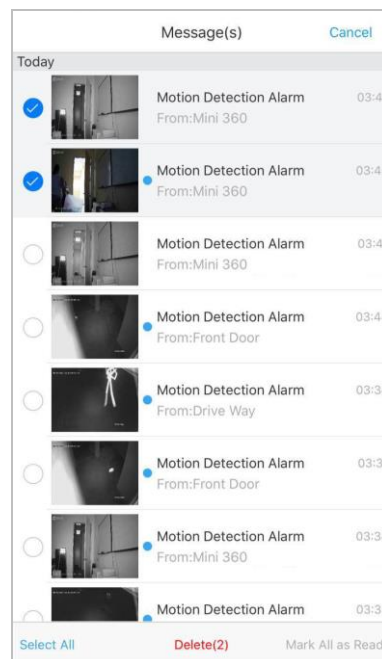 Message(s)
Cancel
Today
Motion Detection Alarm 03:4
From:Mini 360
Motion Detection Alarm 03:4
From:Mini 360
Motion Detection Alarm 03:4
From:Mini 360
Motion Detection Alarm 03:4
From:Front Door
Motion Detection Alarm 03:3
From:Drive Way
Motion Detection Alarm 03:3
From:Front Door
Motion Detection Alarm 03:3
From:Mini 360
Motion Detection Alarm 03:3
Select All
Delete(2)
Mark All as Read